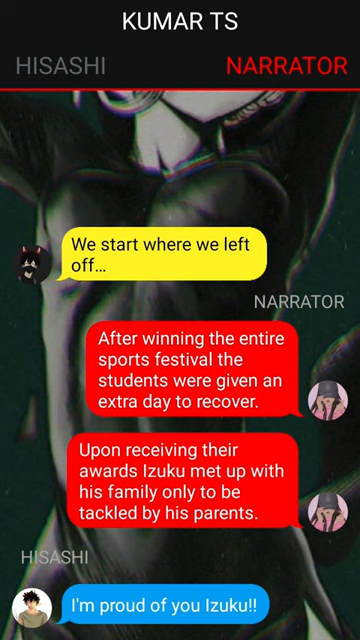 KUMAR TS
HISASHI
NARRATOR
We start where we left
off...
NARRATOR
After winning the entire
sports festival the
students were given an
extra day to recover.
Upon receiving their
awards Izuku met up with
his family only to be
tackled by his parents.
HISASHI
I'm proud of you Izuku!!